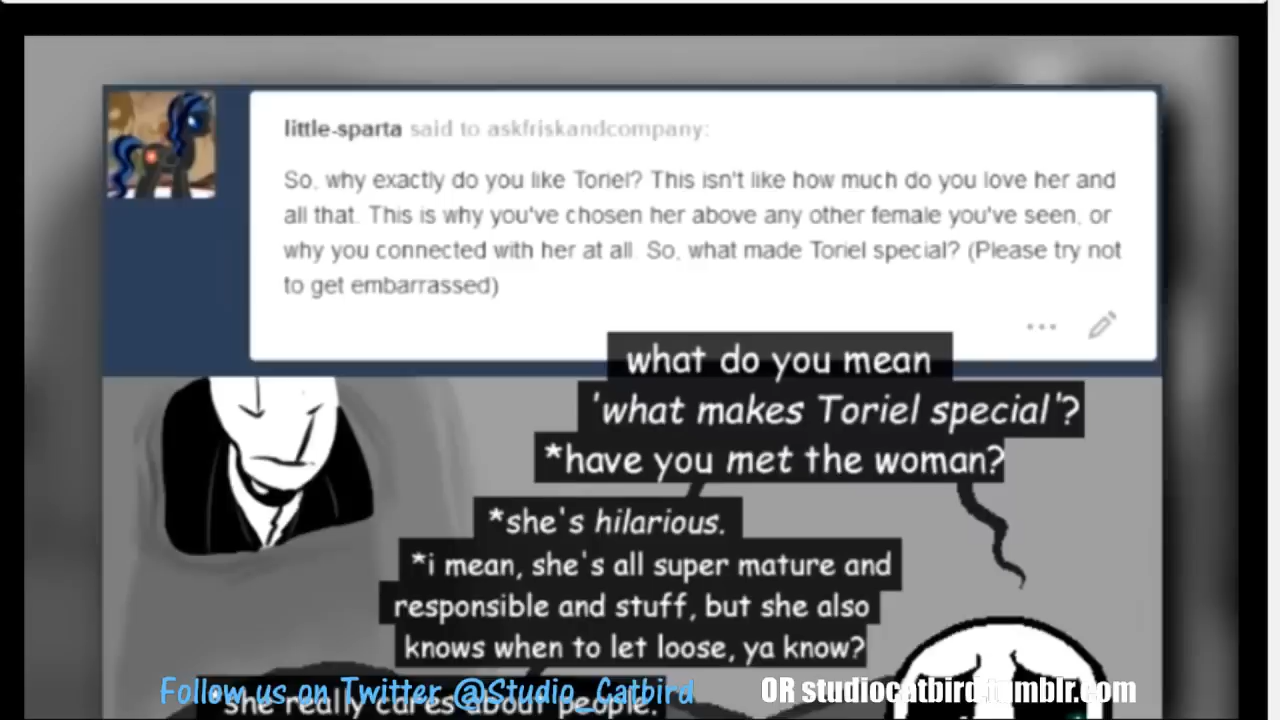 little-sparta said to askfriskandcompany:
So, why exactly do you like Toriel? This isn't like how much do you love her and
all that. This is why you've chosen her above any other female you've seen, or
why you connected with her at all. So, what made Toriel special? (Please try not
to get embarrassed)
what do you mean
'what makes Toriel special'?
*have you met the woman?
*she's hilarious.
*i mean, she's all super mature and
responsible and stuff, but she also
knows when to let loose, ya know?
*she really cares about people.
Follow us on Twitter @Studio_Catbird OR studiocatbird.tumblr.com